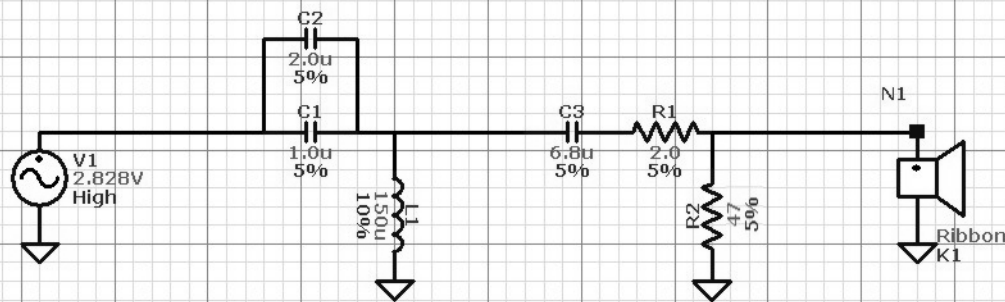 C2
2.0u
5%
C1
1.0u
5%
V1
2.828V
High
L1
150u
10%
C3
6.8u
5%
R1
2.0
5%
R2
47
5%
N1
Ribbon
K1